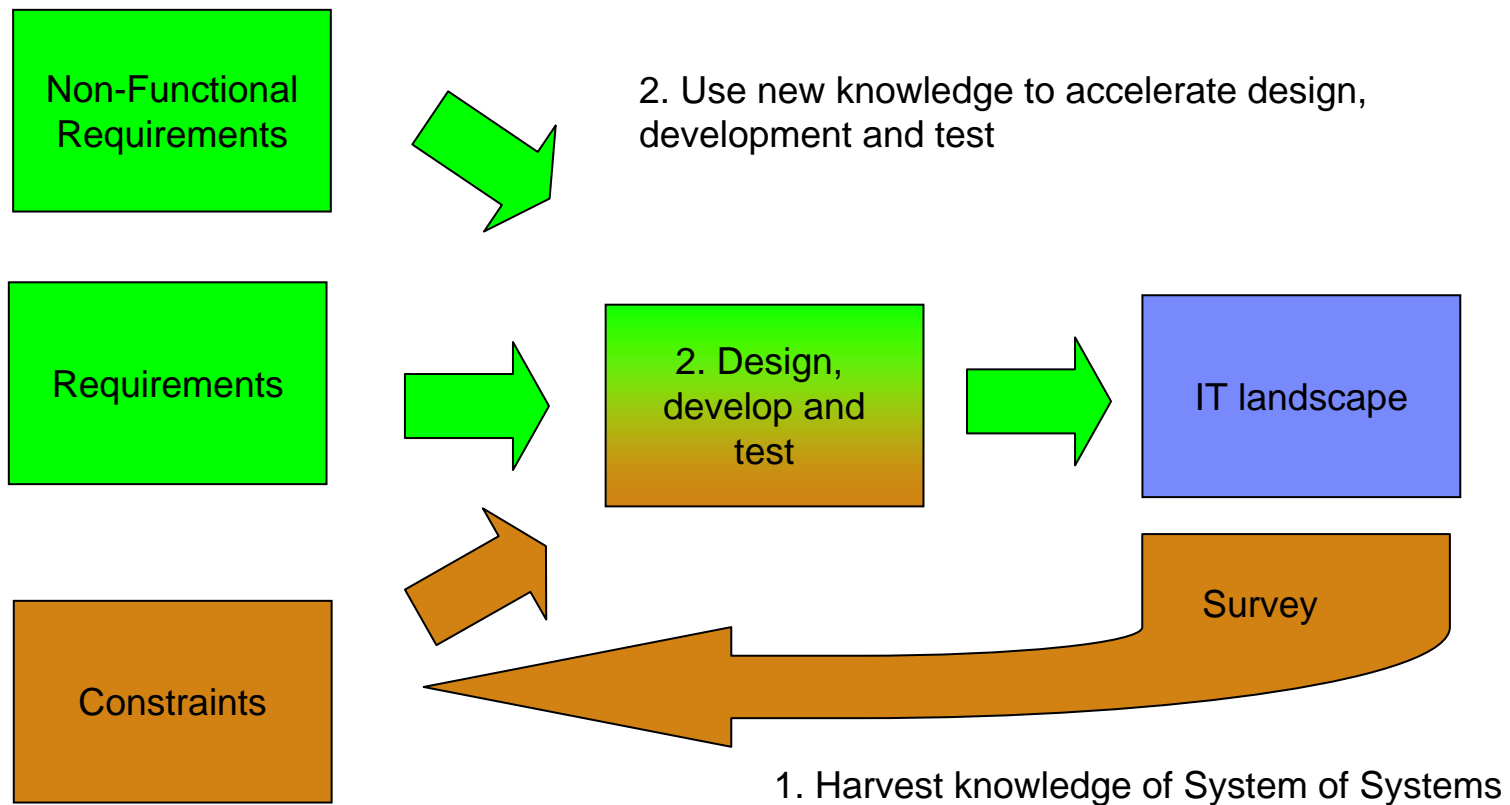 Non-Functional
Requirements
2. Use new knowledge to accelerate design,
development and test
Requirements
2. Design,
develop and
test
IT landscape
Survey
Constraints
1. Harvest knowledge of System of Systems